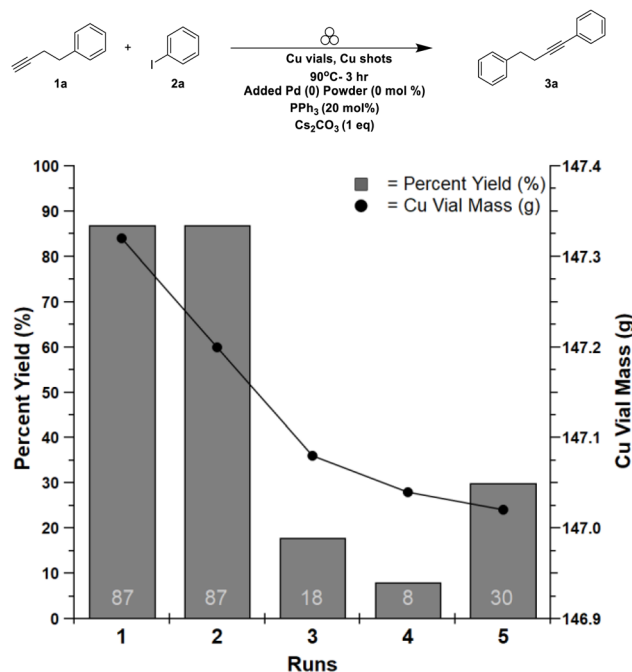 +
I
1a
2a
Cu vials, Cu shots
90°C- 3 hr
Added Pd (0) Powder (0 mol %)
PPh₃ (20 mol%)
Cs₂CO₃ (1 eq)
3a
= Percent Yield (%)
= Cu Vial Mass (g)
Percent Yield (%)
100
90
80
70
60
50
40
30
20
10
0
87
87
18
8
30
1 2 3 4 5
Runs
147.4
147.3
147.2
147.1
147.0
146.9
Cu Vial Mass (g)